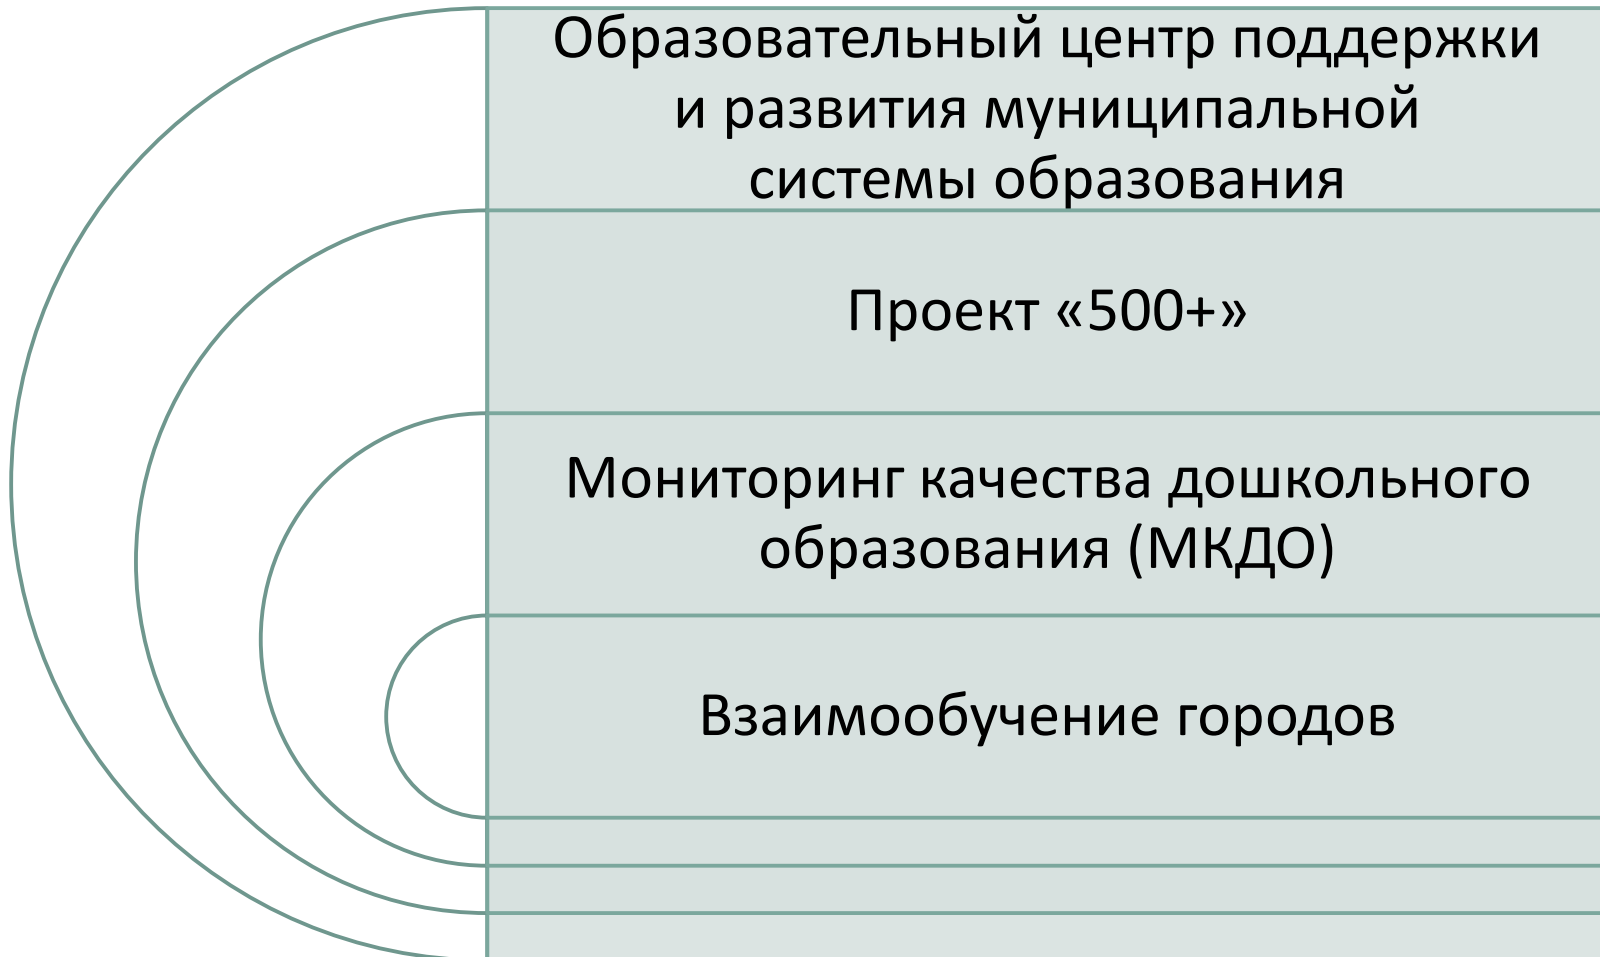 Образовательный центр поддержки
и развития муниципальной
системы образования
Проект «500+»
Мониторинг качества дошкольного
образования (МКДО)
Взаимообучение городов